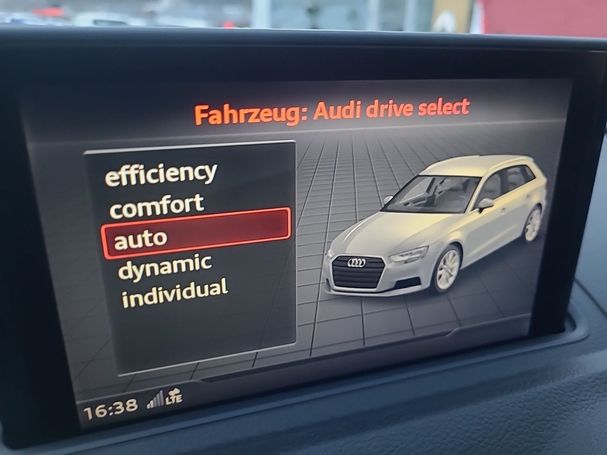 Fahrzeug: Audi drive select
efficiency
comfort
auto
dynamic
individual
16:38 LTE